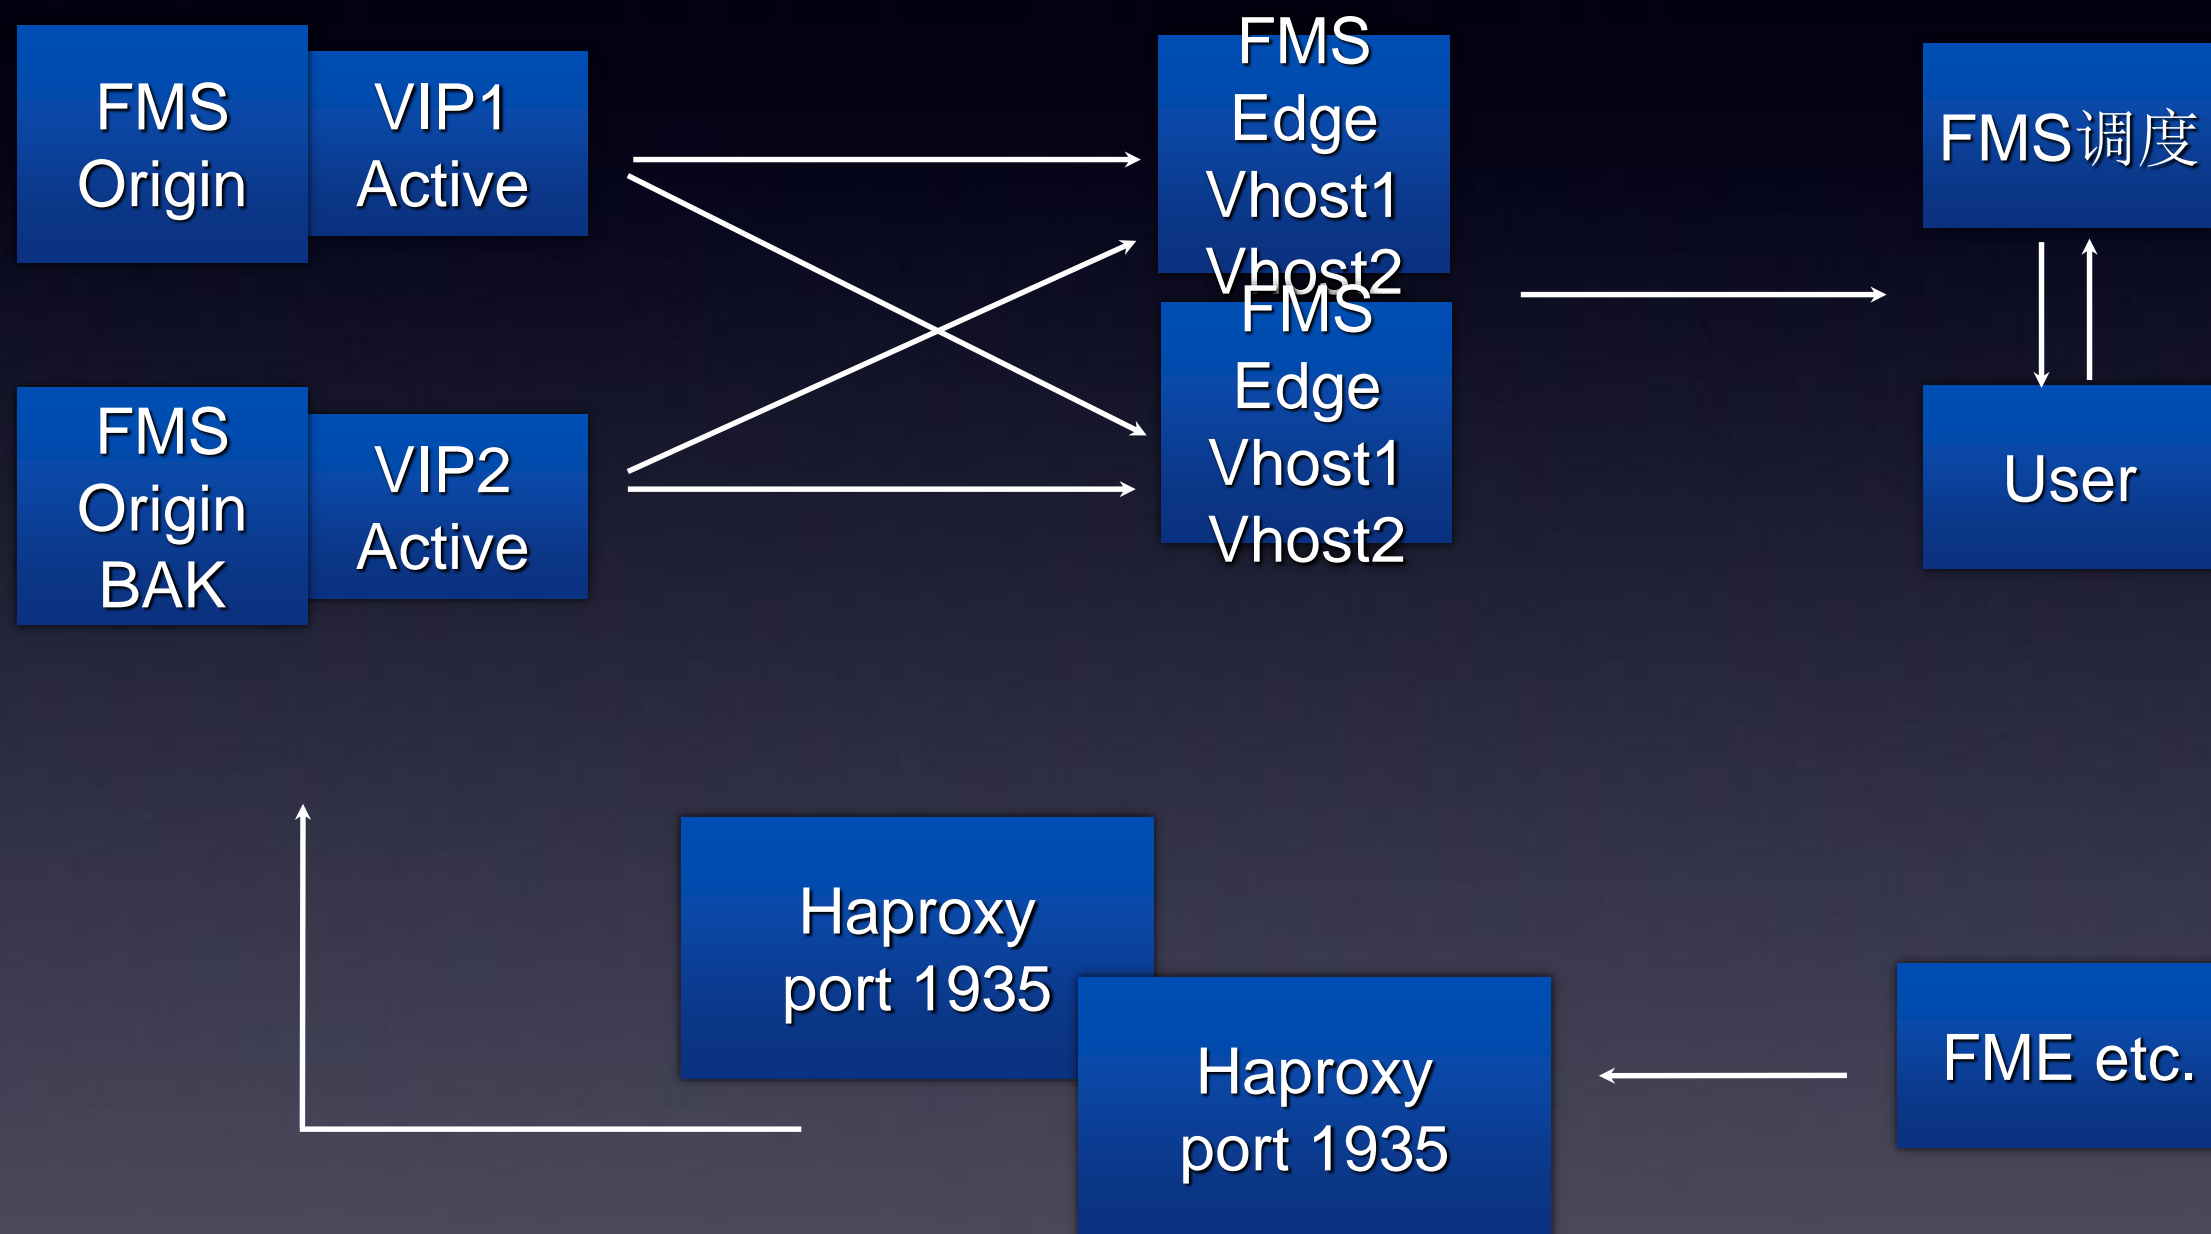 FMS
Origin
VIP1
Active
FMS
Edge
Vhost1
Vhost2
FMS调度
FMS
Origin
BAK
VIP2
Active
FMS
Edge
Vhost1
Vhost2
User
Haproxy
port 1935
Haproxy
port 1935
FME etc.